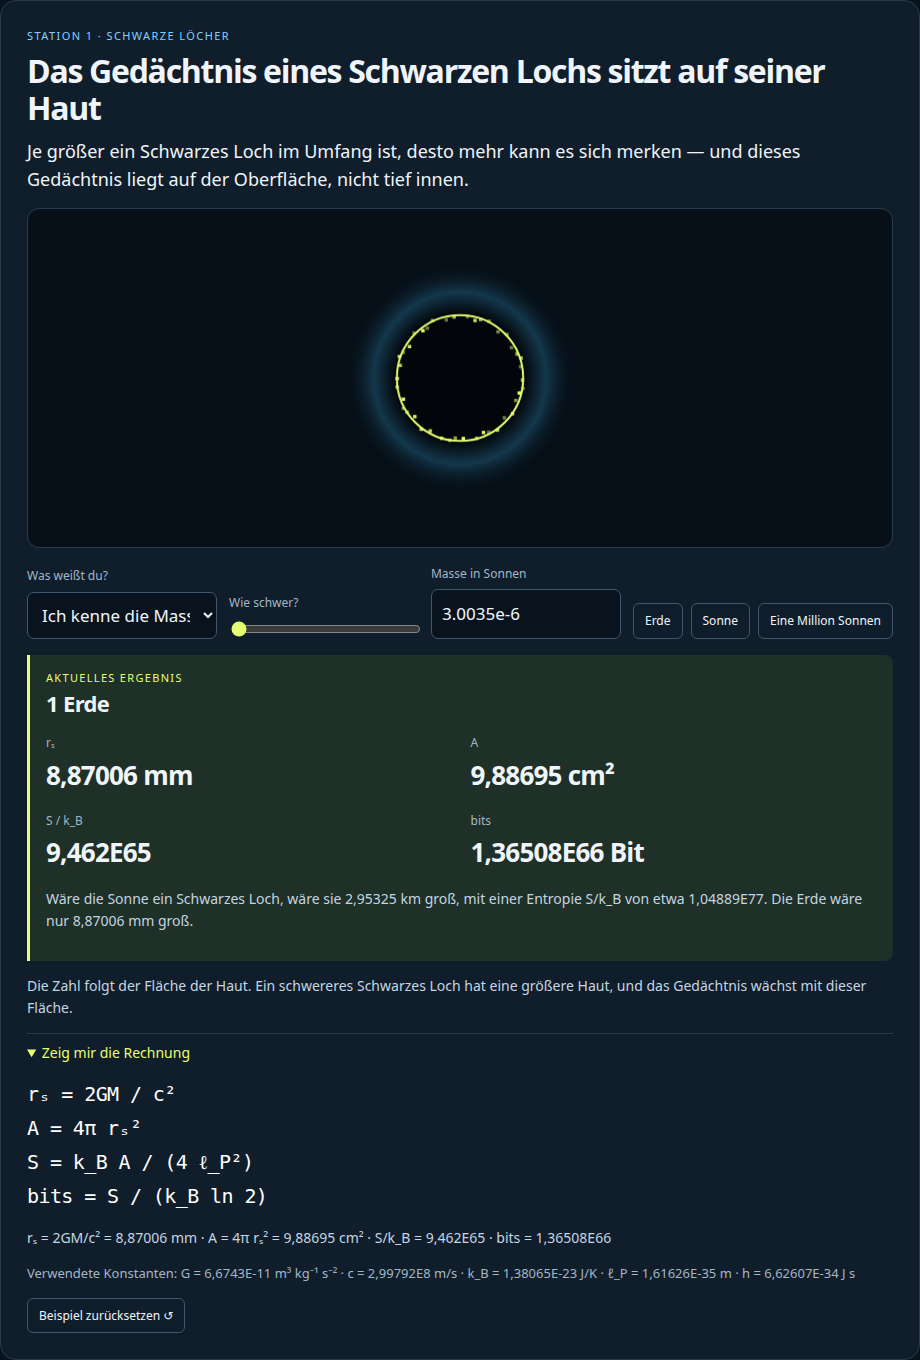 STATION 1 · SCHWARZE LÖCHER
Das Gedächtnis eines Schwarzen Lochs sitzt auf seiner
Haut
Je größer ein Schwarzes Loch im Umfang ist, desto mehr kann es sich merken — und dieses
Gedächtnis liegt auf der Oberfläche, nicht tief innen.
Was weißt du?
Ich kenne die Mass
Wie schwer?
Masse in Sonnen
3.0035e-6
Erde
Sonne
Eine Million Sonnen
AKTUELLES ERGEBNIS
1 Erde
rₛ
A
8,87006 mm
9,88695 cm²
S / k_B
bits
9,462E65
1,36508E66 Bit
Wäre die Sonne ein Schwarzes Loch, wäre sie 2,95325 km groß, mit einer Entropie S/k_B von etwa 1,04889E77. Die Erde wäre
nur 8,87006 mm groß.
Die Zahl folgt der Fläche der Haut. Ein schwereres Schwarzes Loch hat eine größere Haut, und das Gedächtnis wächst mit dieser
Fläche.
▼ Zeig mir die Rechnung
rₛ = 2GM / c²
A = 4π rₛ²
S = k_B A / (4 ℓ_P²)
bits = S / (k_B ln 2)
rₛ = 2GM/c² = 8,87006 mm · A = 4π rₛ² = 9,88695 cm² · S/k_B = 9,462E65 · bits = 1,36508E66
Verwendete Konstanten: G = 6,6743E-11 m³ kg⁻¹ s⁻² · c = 2,99792E8 m/s · k_B = 1,38065E-23 J/K · ℓ_P = 1,61626E-35 m · h = 6,62607E-34 J s
Beispiel zurücksetzen ↺